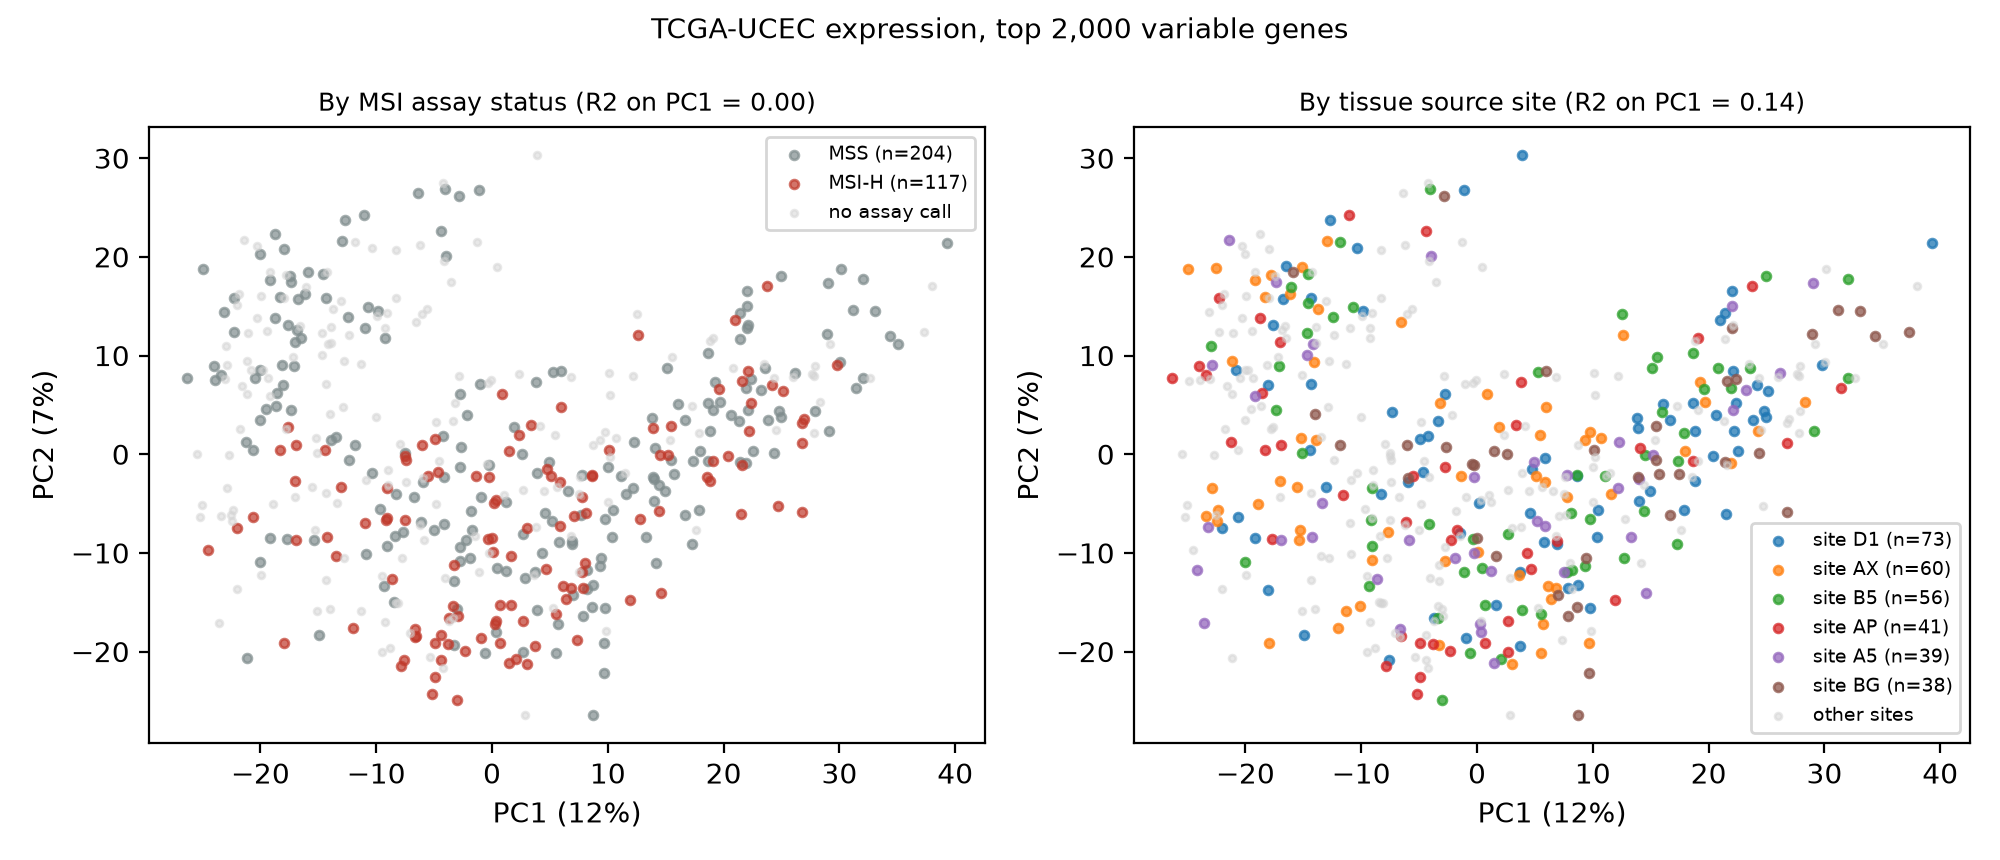 TCGA-UCEC expression, top 2,000 variable genes
By MSI assay status (R2 on PC1 = 0.00)
MSS (n=204)
MSI-H (n=117)
no assay call
30
20
10
0
−10
−20
PC2 (7%)
−20 −10 0 10 20 30 40
PC1 (12%)
By tissue source site (R2 on PC1 = 0.14)
30
20
10
0
−10
−20
PC2 (7%)
site D1 (n=73)
site AX (n=60)
site B5 (n=56)
site AP (n=41)
site A5 (n=39)
site BG (n=38)
other sites
−20 −10 0 10 20 30 40
PC1 (12%)